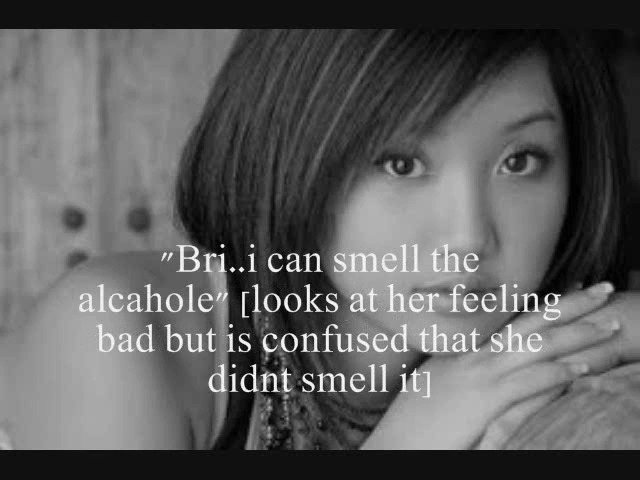 "Bri..i can smell the
alcahole" [looks at her feeling
bad but is confused that she
didnt smell it]